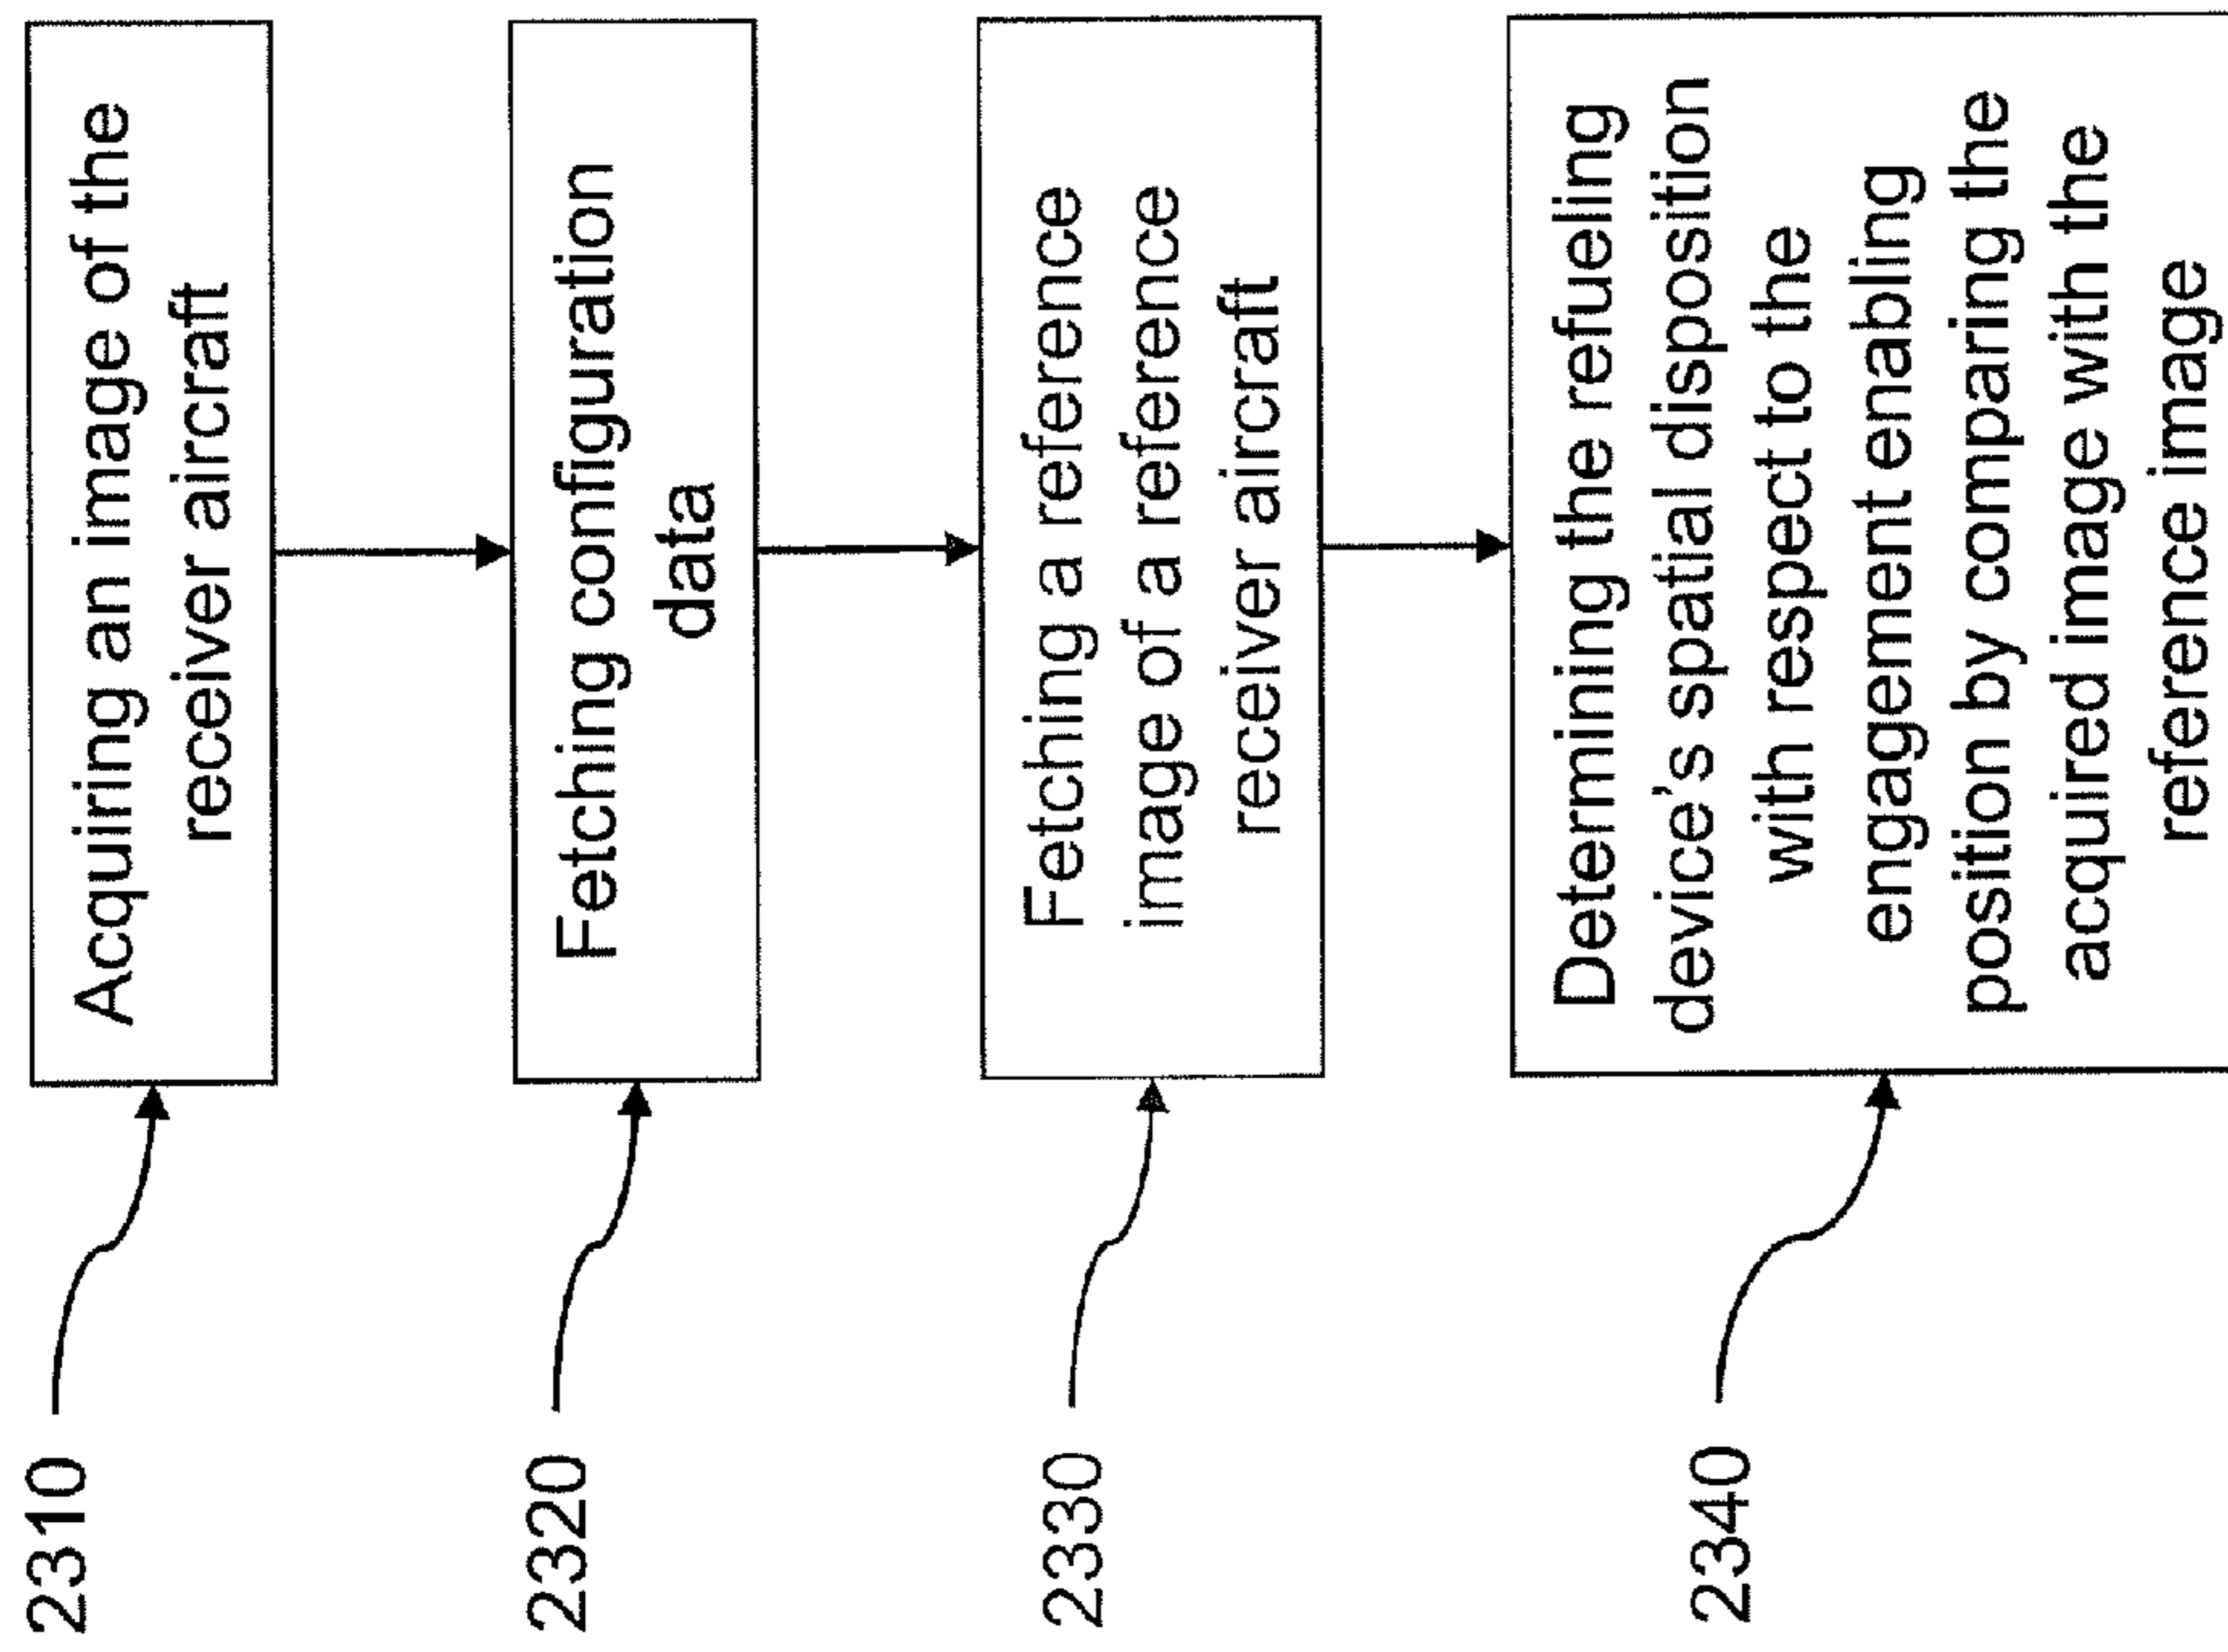 2310
Acquiring an image of the
receiver aircraft
2320
Fetching configuration
data
2330
Fetching a reference
image of a reference
receiver aircraft
2340
Determining the refueling
device's spatial disposition
with respect to the
engagement enabling
position by comparing the
acquired image with the
reference image